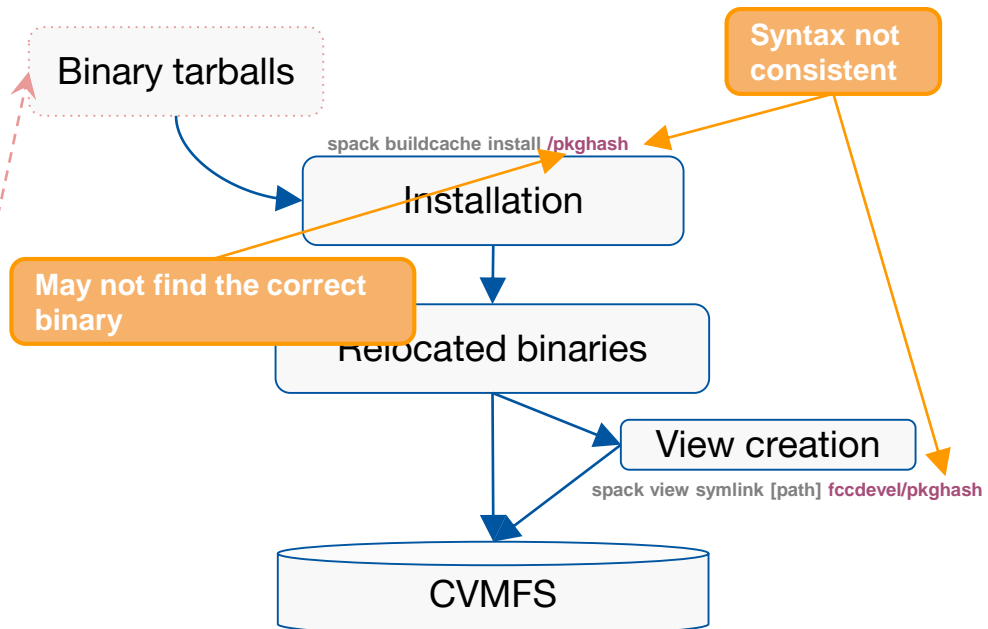 Syntax not
consistent
Binary tarballs
spack buildcache install /pkghash
Installation
May not find the correct
binary
Relocated binaries
View creation
spack view symlink [path] fccdevel/pkghash
CVMFS